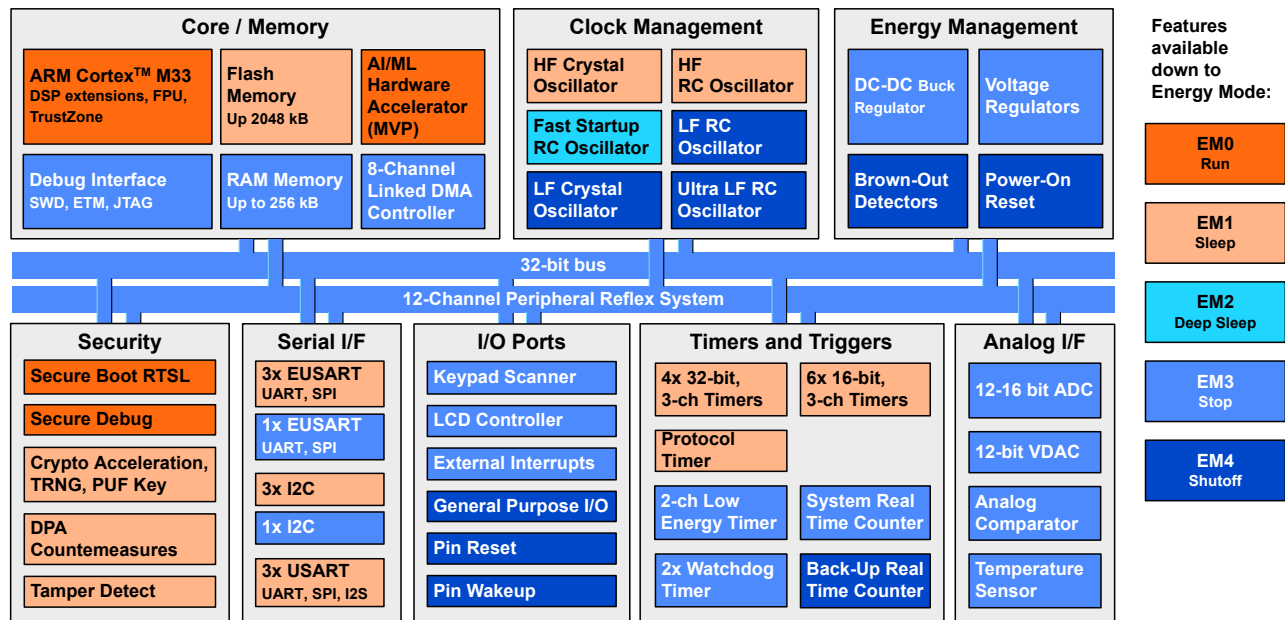 Core / Memory
ARM Cortex™ M33
DSP extensions, FPU,
TrustZone
Flash
Memory
Up 2048 kB
AI/ML
Hardware
Accelerator
(MVP)
Debug Interface
SWD, ETM, JTAG
RAM Memory
Up to 256 kB
8-Channel
Linked DMA
Controller
Clock Management
HF Crystal
Oscillator
HF
RC Oscillator
Fast Startup
RC Oscillator
LF RC
Oscillator
LF Crystal
Oscillator
Ultra LF RC
Oscillator
Energy Management
DC-DC Buck
Regulator
Voltage
Regulators
Brown-Out
Detectors
Power-On
Reset
32-bit bus
12-Channel Peripheral Reflex System
Security
Secure Boot RTSL
Secure Debug
Crypto Acceleration,
TRNG, PUF Key
DPA
Countemeasures
Tamper Detect
Serial I/F
3x EUSART
UART, SPI
1x EUSART
UART, SPI
3x I2C
1x I2C
3x USART
UART, SPI, I2S
I/O Ports
Keypad Scanner
LCD Controller
External Interrupts
General Purpose I/O
Pin Reset
Pin Wakeup
Timers and Triggers
4x 32-bit,
3-ch Timers
6x 16-bit,
3-ch Timers
Protocol
Timer
2-ch Low
Energy Timer
System Real
Time Counter
2x Watchdog
Timer
Back-Up Real
Time Counter
Analog I/F
12-16 bit ADC
12-bit VDAC
Analog
Comparator
Temperature
Sensor
Features
available
down to
Energy Mode:
EM0
Run
EM1
Sleep
EM2
Deep Sleep
EM3
Stop
EM4
Shutoff